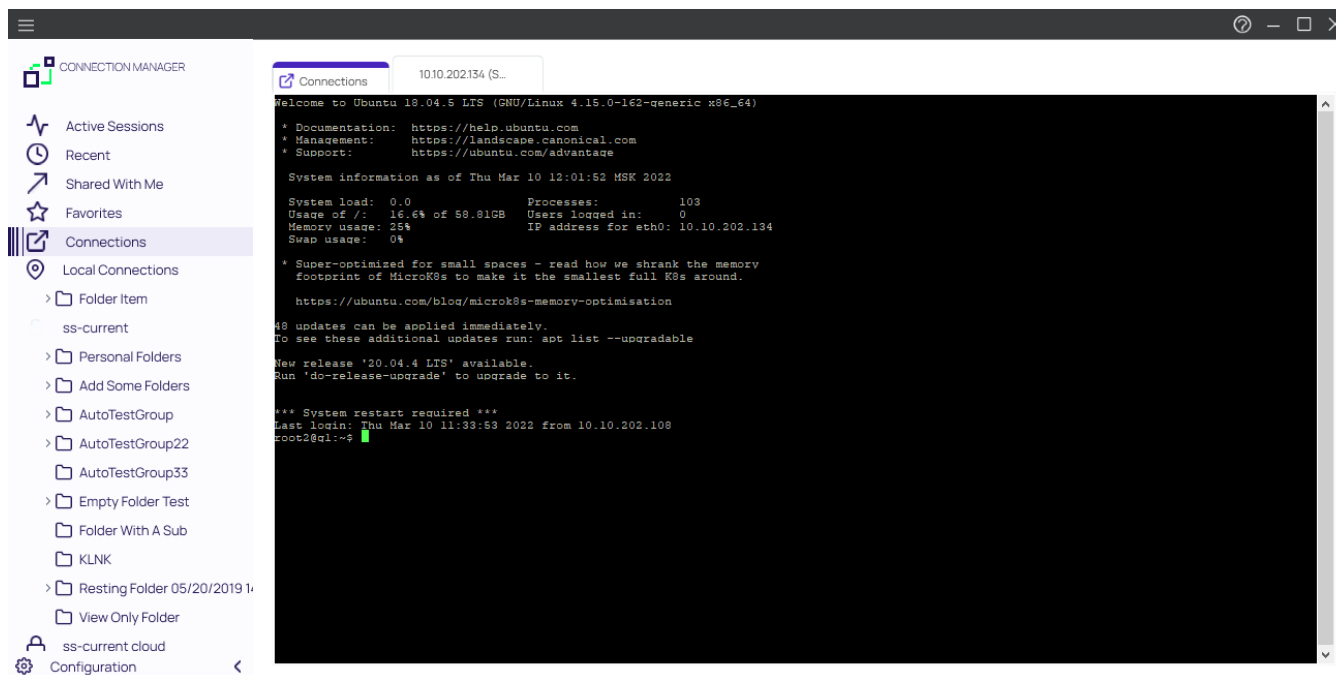 CONNECTION MANAGER
Active Sessions
Recent
Shared With Me
Favorites
Connections
Local Connections
Folder Item
ss-current
Personal Folders
Add Some Folders
AutoTestGroup
AutoTestGroup22
AutoTestGroup33
Empty Folder Test
Folder With A Sub
KLNK
Resting Folder 05/20/2019 14
View Only Folder
ss-current cloud
Configuration
Connections
10.10.202.134 (S...
Welcome to Ubuntu 18.04.5 LTS (GNU/Linux 4.15.0-162-generic x86_64)
* Documentation:  https://help.ubuntu.com
* Management:     https://landscape.canonical.com
* Support:        https://ubuntu.com/advantage
System information as of Thu Mar 10 12:01:52 MSK 2022
System load:  0.0                Processes:           103
Usage of /:   16.6% of 58.81GB   Users logged in:     0
Memory usage: 25%                IP address for eth0: 10.10.202.134
Swap usage:   0%
* Super-optimized for small spaces - read how we shrank the memory
footprint of MicroK8s to make it the smallest full K8s around.
https://ubuntu.com/blog/microk8s-memory-optimisation
48 updates can be applied immediately.
To see these additional updates run: apt list --upgradable
New release '20.04.4 LTS' available.
Run 'do-release-upgrade' to upgrade to it.
*** System restart required ***
Last login: Thu Mar 10 11:33:53 2022 from 10.10.202.108
root2@gl:~$